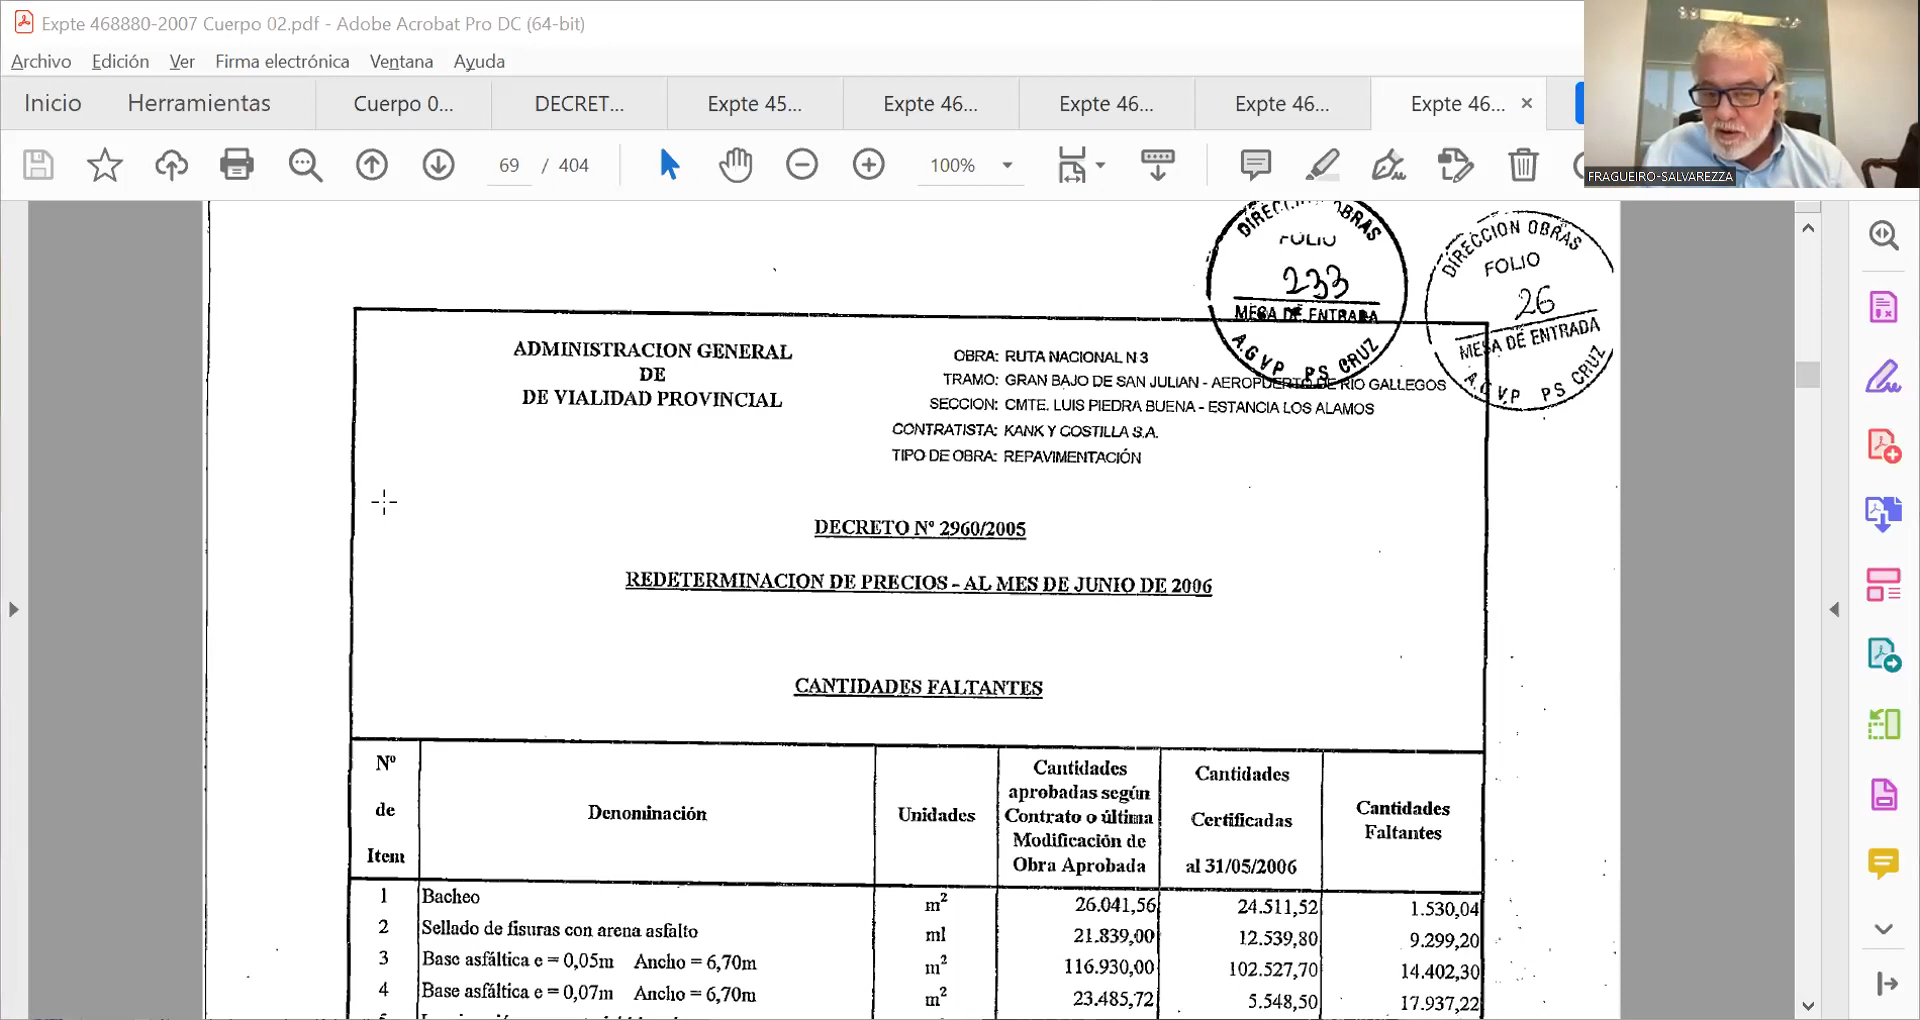 Expte 468880-2007 Cuerpo 02.pdf - Adobe Acrobat Pro DC (64-bit)
Archivo Edición Ver Firma electrónica Ventana Ayuda
Inicio Herramientas Cuerpo 0... DECRET... Expte 45... Expte 46... Expte 46... Expte 46... Expte 46... ×
69 / 404 100%
FRAGUEIRO-SALVAREZZA
DIRECCION OBRAS
FOLIO
233
MESA DE ENTRADA
A.G.V.P. PS CRUZ
DIRECCION OBRAS
FOLIO
26
MESA DE ENTRADA
A.G.V.P PS CRUZ
ADMINISTRACION GENERAL
DE
DE VIALIDAD PROVINCIAL
OBRA: RUTA NACIONAL N 3
TRAMO: GRAN BAJO DE SAN JULIAN - AEROPUERTO DE RIO GALLEGOS
SECCION: CMTE. LUIS PIEDRA BUENA - ESTANCIA LOS ALAMOS
CONTRATISTA: KANK Y COSTILLA S.A.
TIPO DE OBRA: REPAVIMENTACIÓN
DECRETO Nº 2960/2005
REDETERMINACION DE PRECIOS - AL MES DE JUNIO DE 2006
CANTIDADES FALTANTES
Nº
de
Item
Denominación
Unidades
Cantidades
aprobadas según
Contrato o última
Modificación de
Obra Aprobada
Cantidades
Certificadas
al 31/05/2006
Cantidades
Faltantes
1 Bacheo m² 26.041,56 24.511,52 1.530,04
2 Sellado de fisuras con arena asfalto ml 21.839,00 12.539,80 9.299,20
3 Base asfáltica e = 0,05m Ancho = 6,70m m² 116.930,00 102.527,70 14.402,30
4 Base asfáltica e = 0,07m Ancho = 6,70m m² 23.485,72 5.548,50 17.937,22